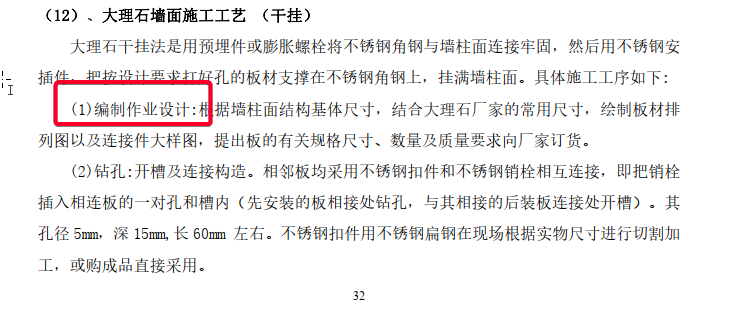 (12)、大理石墙面施工工艺 (干挂)
大理石干挂法是用预埋件或膨胀螺栓将不锈钢角钢与墙柱面连接牢固，然后用不锈钢安
插件，把按设计要求打好孔的板材支撑在不锈钢角钢上，挂满墙柱面。具体施工工序如下:
(1)编制作业设计:根据墙柱面结构基体尺寸，结合大理石厂家的常用尺寸，绘制板材排
列图以及连接件大样图，提出板的有关规格尺寸、数量及质量要求向厂家订货。
(2)钻孔:开槽及连接构造。相邻板均采用不锈钢扣件和不锈钢销栓相互连接，即把销栓
插入相连板的一对孔和槽内（先安装的板相接处钻孔，与其相接的后装板连接处开槽）。其
孔径5mm，深15mm,长60mm 左右。不锈钢扣件用不锈钢扁钢在现场根据实物尺寸进行切割加
工，或购成品直接采用。
32